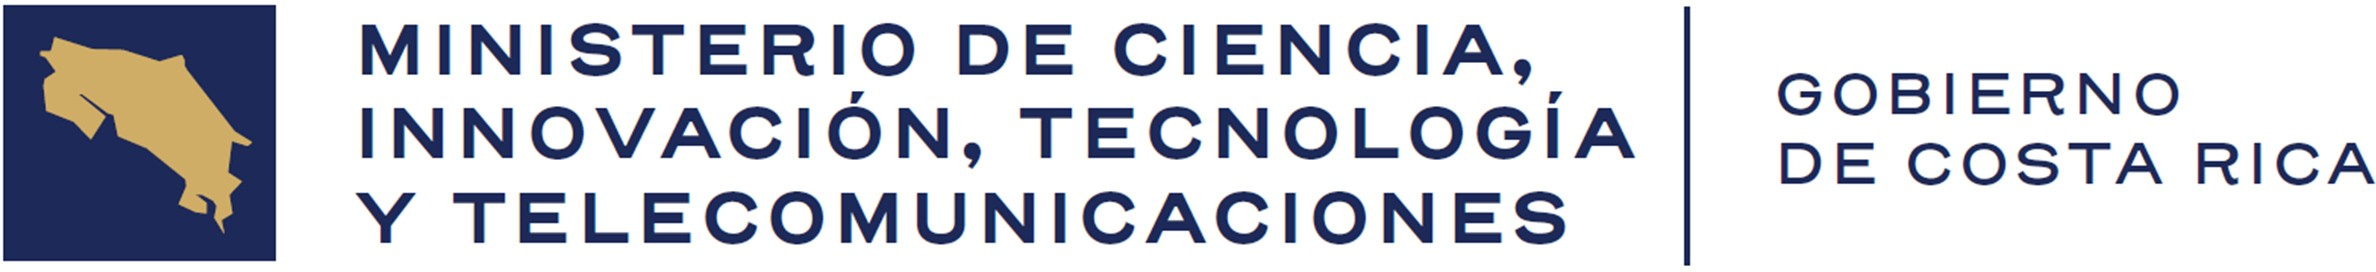 MINISTERIO DE CIENCIA,
INNOVACIÓN, TECNOLOGÍA
Y TELECOMUNICACIONES
GOBIERNO
DE COSTA RICA